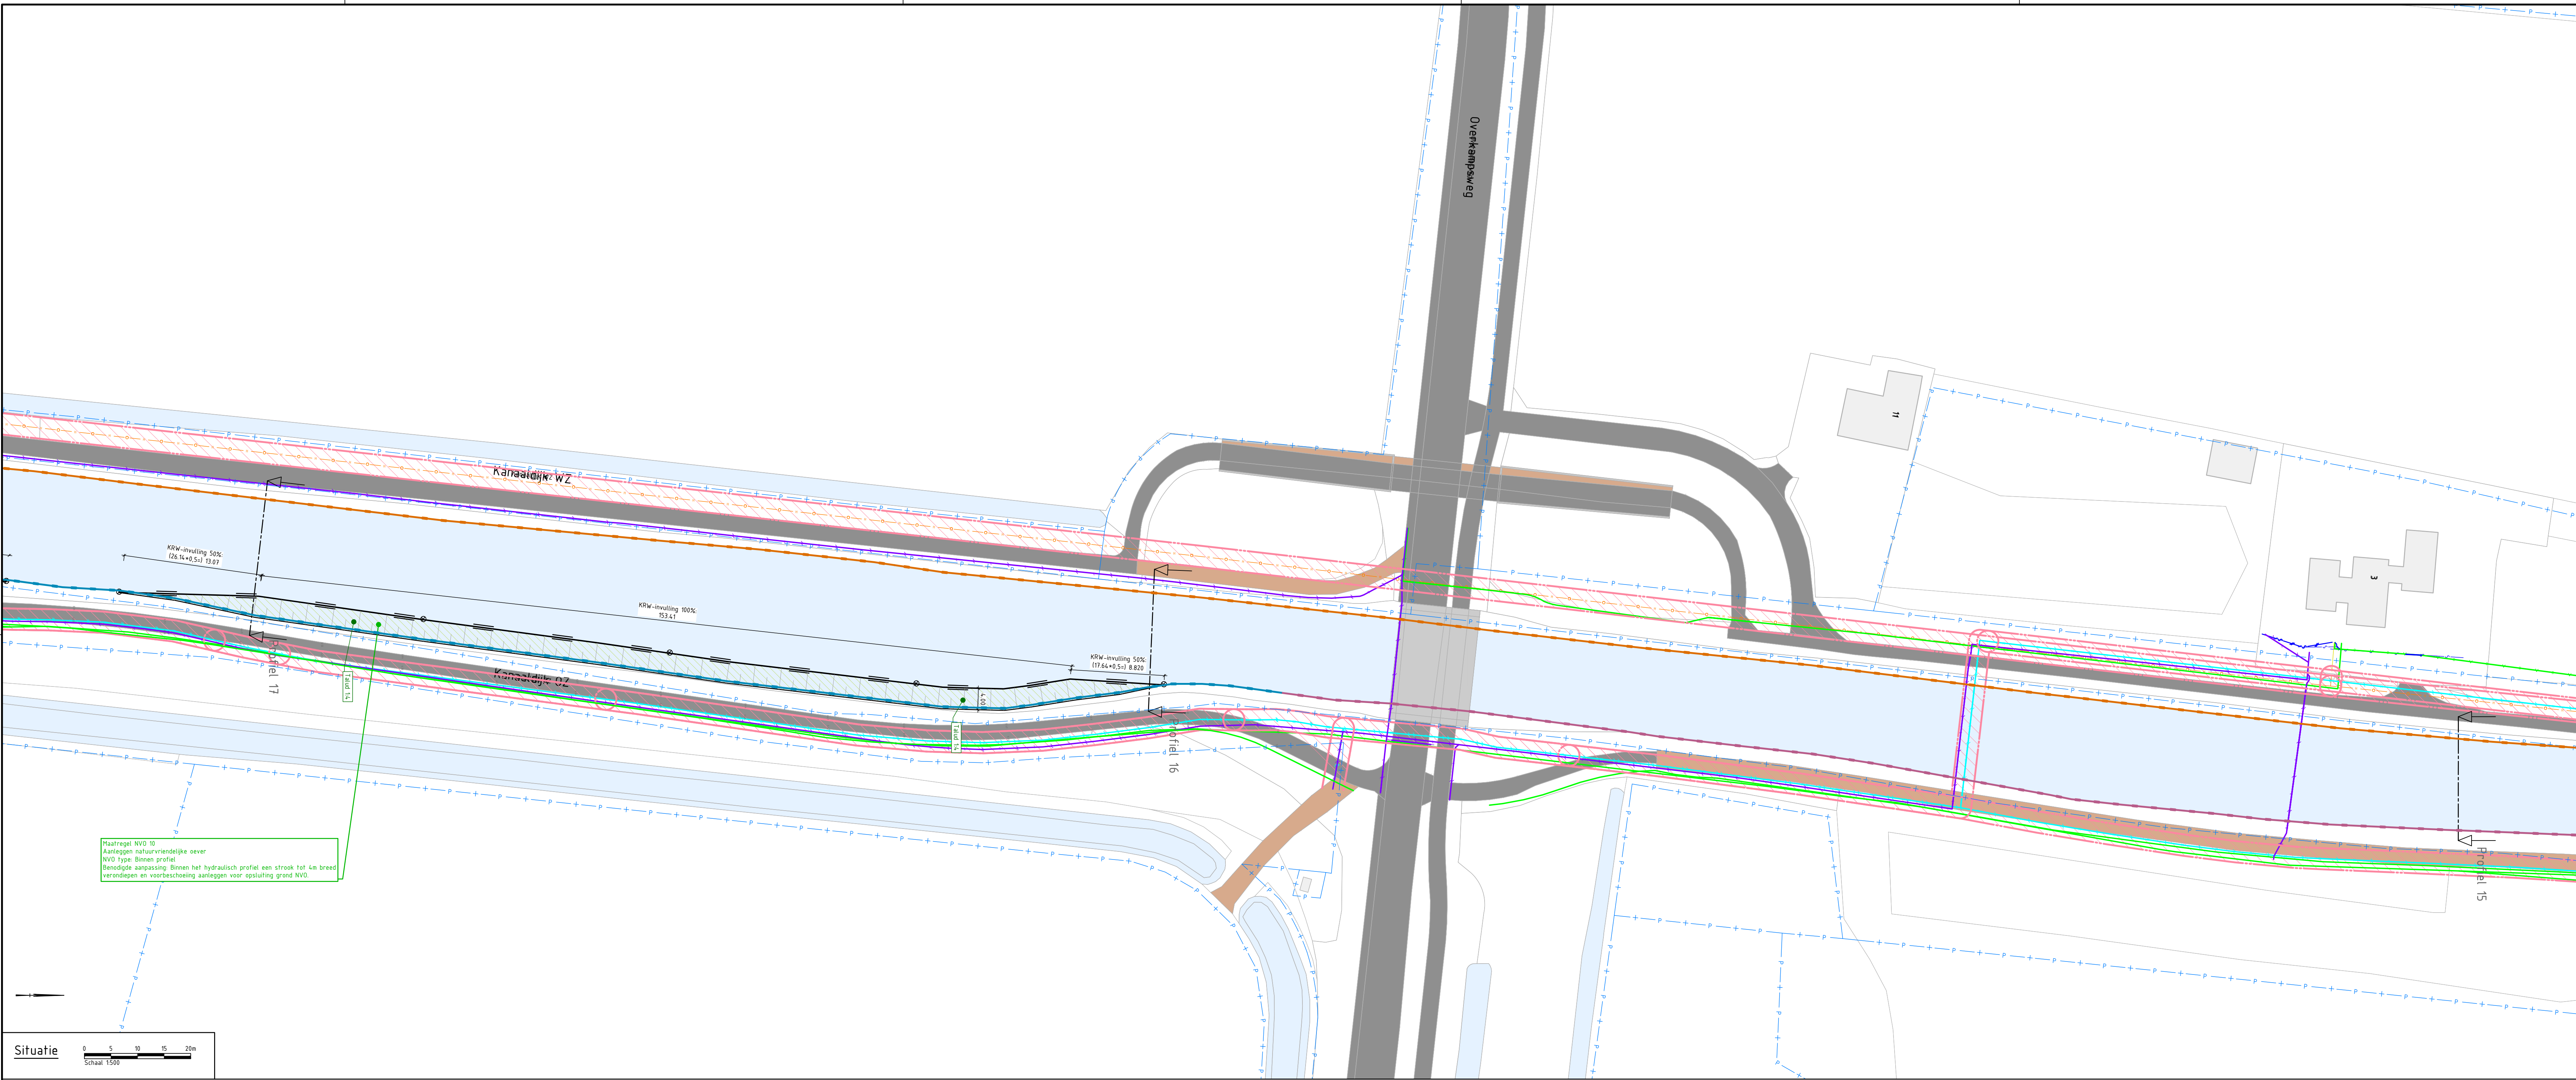 Overkampsweg
11
3
Kanaaldijk WZ
KRW-invulling 50%:
(26.14*0,5=) 13.07
KRW-invulling 100%:
153.41
KRW-invulling 50%:
(17.64*0,5=) 8.820
Profiel 17
Talud 1:4
Kanaaldijk OZ
4.00
Talud 1:4
Profiel 16
Profiel 15
Maatregel NVO 10:
Aanleggen natuurvriendelijke oever
NVO type: Binnen profiel
Benodigde aanpassing: Binnen het hydraulisch profiel een strook tot 4m breed
verondiepen en voorbeschoeiing aanleggen voor opsluiting grond NVO.
Situatie
0 5 10 15 20m
Schaal 1:500